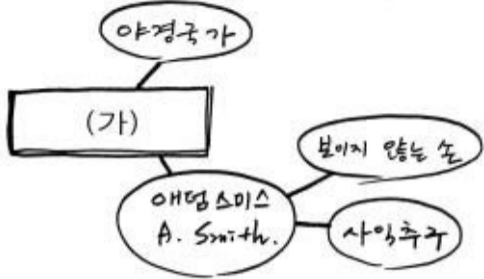 야경국가
(가)
보이지 않는 손
애덤스미스
A. Smith.
사익추구